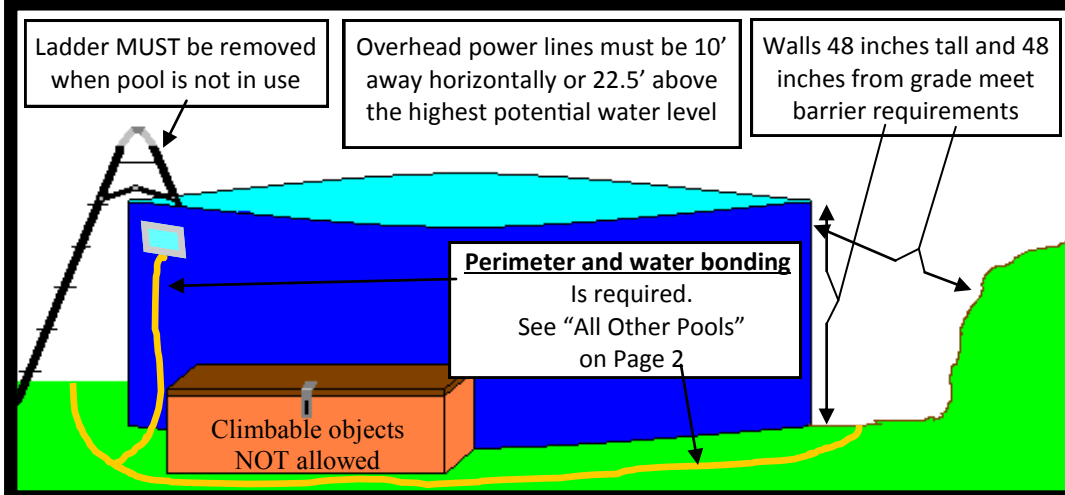 Ladder MUST be removed
when pool is not in use
Overhead power lines must be 10’
away horizontally or 22.5’ above
the highest potential water level
Walls 48 inches tall and 48
inches from grade meet
barrier requirements
Perimeter and water bonding
Is required.
See “All Other Pools”
on Page 2
Climbable objects
NOT allowed